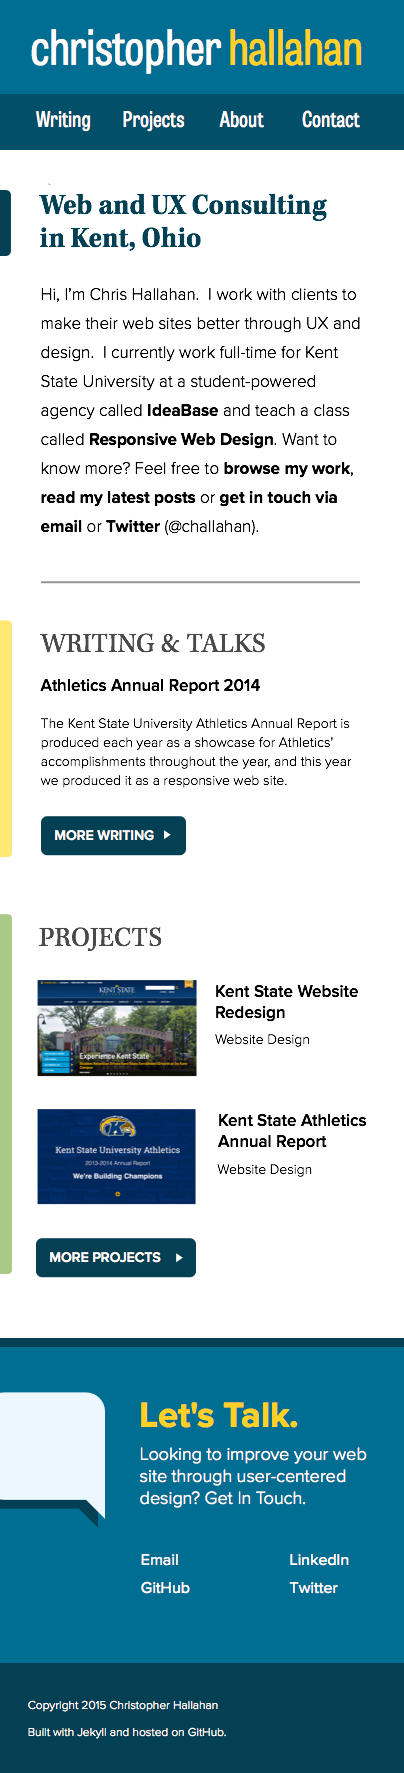 christopher hallahan
Writing Projects About Contact
Web and UX Consulting
in Kent, Ohio
Hi, I'm Chris Hallahan. I work with clients to
make their web sites better through UX and
design. I currently work full-time for Kent
State University at a student-powered
agency called IdeaBase and teach a class
called Responsive Web Design. Want to
know more? Feel free to browse my work,
read my latest posts or get in touch via
email or Twitter (@challahan).
WRITING & TALKS
Athletics Annual Report 2014
The Kent State University Athletics Annual Report is
produced each year as a showcase for Athletics'
accomplishments throughout the year, and this year
we produced it as a responsive web site.
MORE WRITING
PROJECTS
KENT STATE
Experience Kent State
Kent State Website
Redesign
Website Design
Kent State University Athletics
2013-2014 Annual Report
We're Building Champions
Kent State Athletics
Annual Report
Website Design
MORE PROJECTS
Let's Talk.
Looking to improve your web
site through user-centered
design? Get In Touch.
Email LinkedIn
GitHub Twitter
Copyright 2015 Christopher Hallahan
Built with Jekyll and hosted on GitHub.